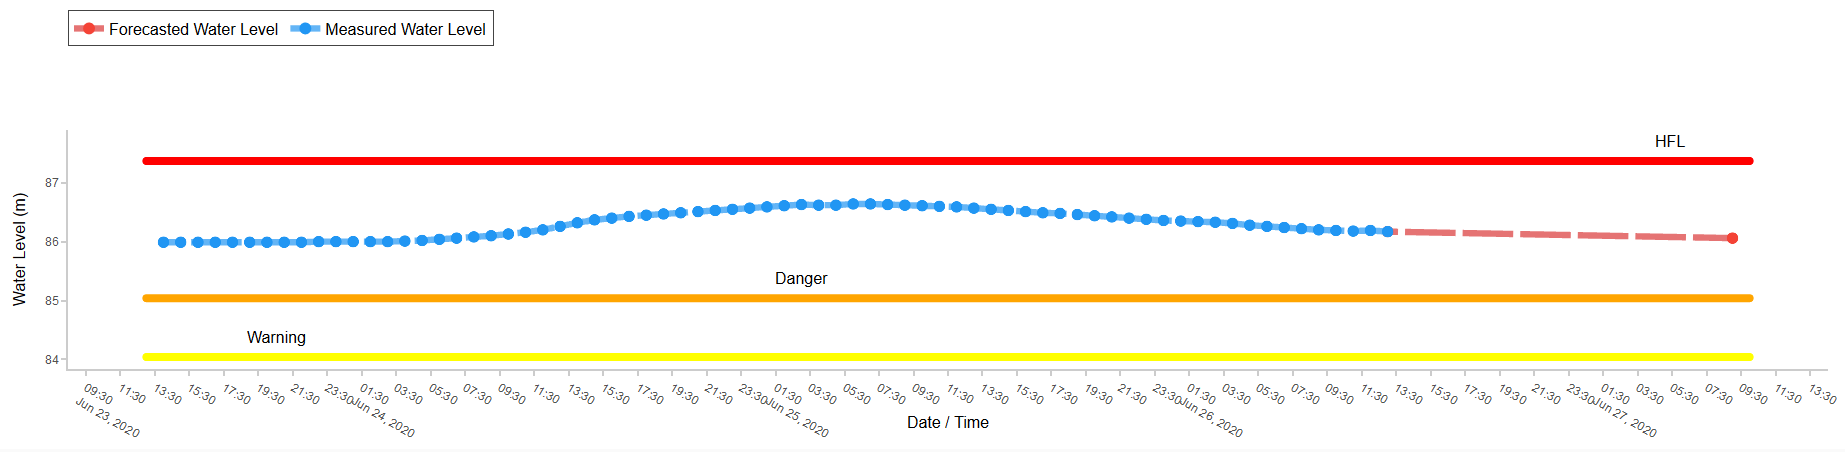 Forecasted Water Level Measured Water Level
HFL
87
86
Danger
85
Warning
84
Water Level (m)
09:30 11:30 13:30 15:30 17:30 19:30 21:30 23:30 01:30 03:30 05:30 07:30 09:30 11:30 13:30 15:30 17:30 19:30 21:30 23:30 01:30 03:30 05:30 07:30 09:30 11:30 13:30 15:30 17:30 19:30 21:30 23:30 01:30 03:30 05:30 07:30 09:30 11:30 13:30 15:30 17:30 19:30 21:30 23:30 01:30 03:30 05:30 07:30 09:30 11:30 13:30
Jun 23, 2020 Jun 24, 2020 Jun 25, 2020 Jun 26, 2020 Jun 27, 2020
Date / Time